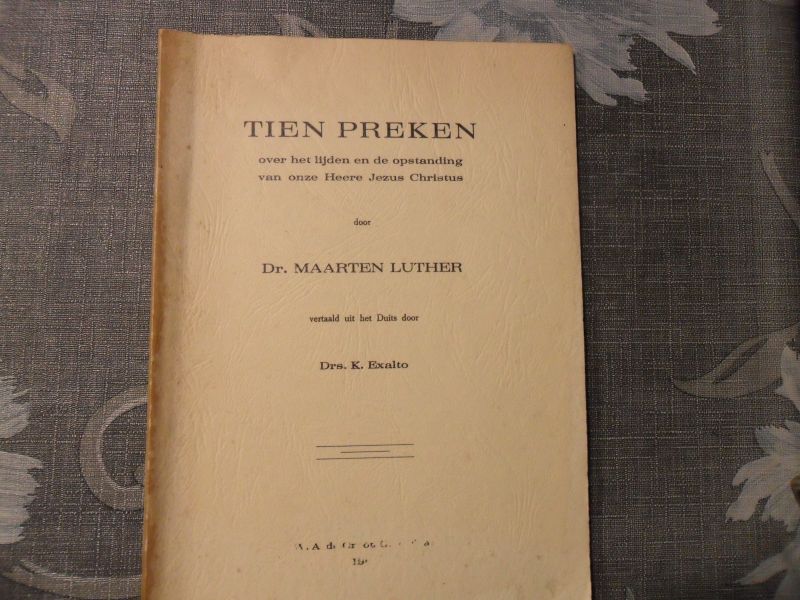 TIEN PREKEN
over het lijden en de opstanding
van onze Heere Jezus Christus
door
Dr. MAARTEN LUTHER
vertaald uit het Duits door
Drs. K. Exalto